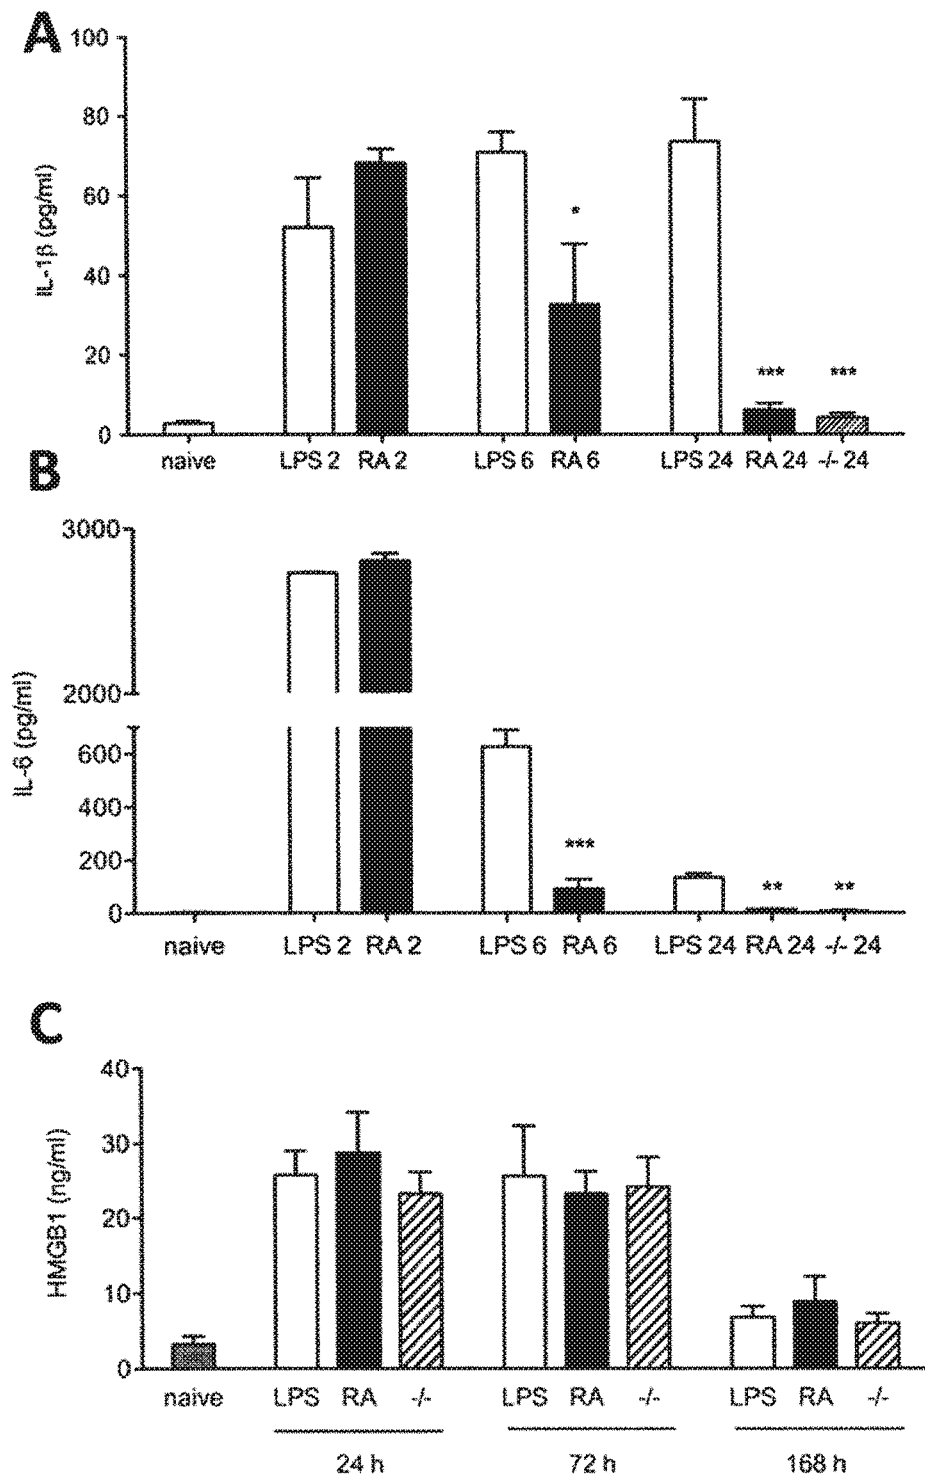 A
IL-1β (pg/ml)
100
80
60
40
20
0
* *** ***
naive LPS 2 RA 2 LPS 6 RA 6 LPS 24 RA 24 -/- 24
B
IL-6 (pg/ml)
3000
2000
600
400
200
0
*** ** **
naive LPS 2 RA 2 LPS 6 RA 6 LPS 24 RA 24 -/- 24
C
HMGB1 (ng/ml)
40
30
20
10
0
naive LPS RA -/- LPS RA -/- LPS RA -/-
24 h 72 h 168 h